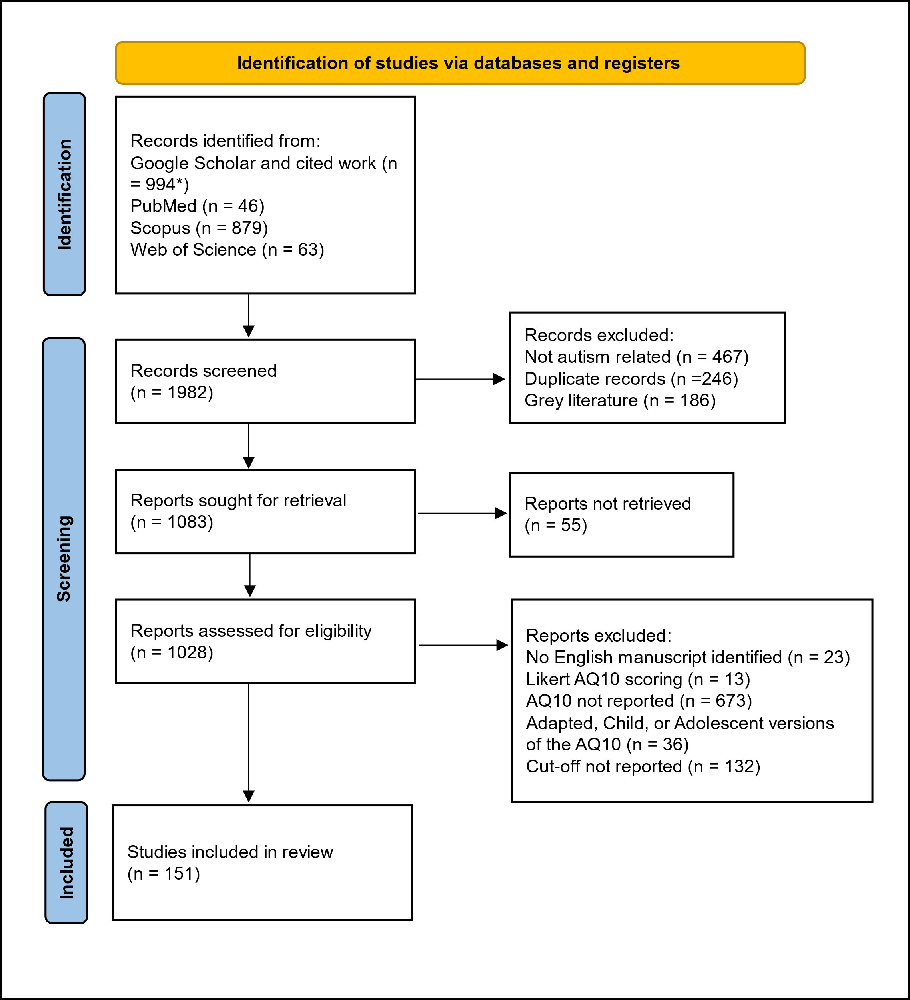 Identification of studies via databases and registers
Identification
Records identified from:
Google Scholar and cited work (n
= 994*)
PubMed (n = 46)
Scopus (n = 879)
Web of Science (n = 63)
Screening
Records screened
(n = 1982)
Records excluded:
Not autism related (n = 467)
Duplicate records (n =246)
Grey literature (n = 186)
Reports sought for retrieval
(n = 1083)
Reports not retrieved
(n = 55)
Reports assessed for eligibility
(n = 1028)
Reports excluded:
No English manuscript identified (n = 23)
Likert AQ10 scoring (n = 13)
AQ10 not reported (n = 673)
Adapted, Child, or Adolescent versions
of the AQ10 (n = 36)
Cut-off not reported (n = 132)
Included
Studies included in review
(n = 151)